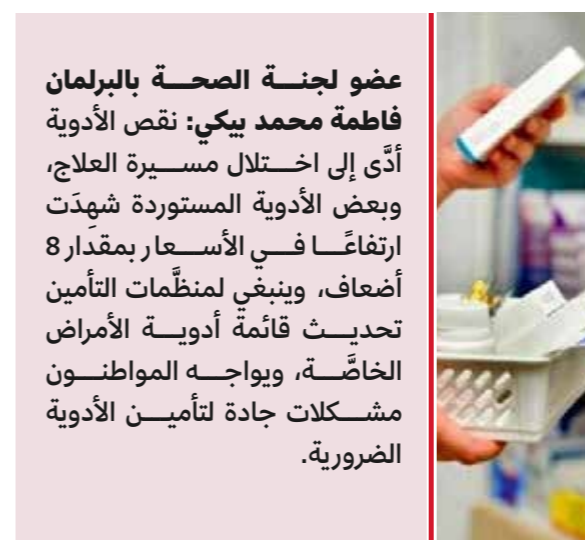 عضو لجنة الصحة بالبرلمان
فاطمة محمد بيكي: نقص الأدوية
أدَّى إلى اختلال مسيرة العلاج،
وبعض الأدوية المستوردة شهدَت
ارتفاعًا في الأسعار بمقدار 8
أضعاف، وينبغي لمنظَّمات التأمين
تحديث قائمة أدوية الأمراض
الخاصَّة، ويواجه المواطنون
مشكلات جادة لتأمين الأدوية
الضرورية.